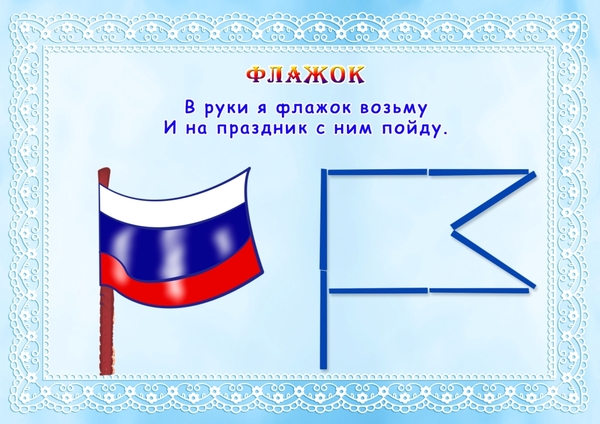 ФЛАЖОК
В руки я флажок возьму
И на праздник с ним пойду.